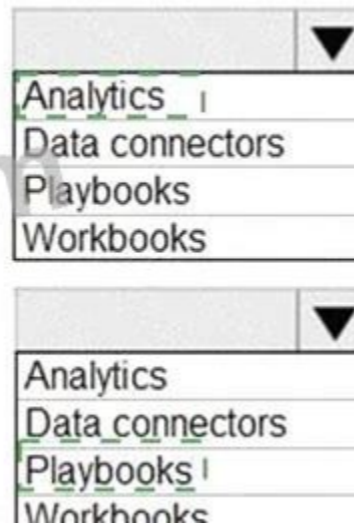 Analytics
Data connectors
Playbooks
Workbooks
Analytics
Data connectors
Playbooks
Workbooks